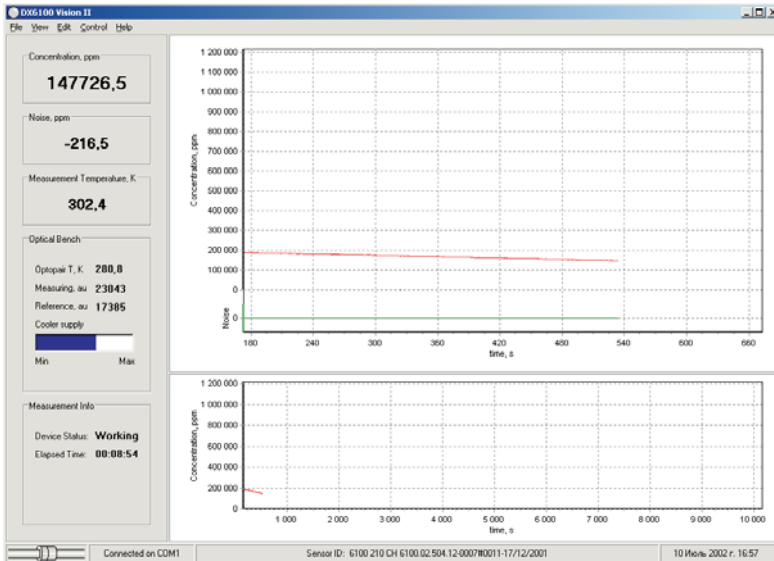 DX6100 Vision II
File View Edit Control Help
Concentration, ppm
147726,5
Noise, ppm
-216,5
Measurement Temperature, K
302,4
Optical Bench
Optopair T, K 280,8
Measuring, au 23043
Reference, au 17385
Cooler supply
Min Max
Measurement Info
Device Status: Working
Elapsed Time: 00:08:54
Concentration, ppm
1 200 000
1 100 000
1 000 000
900 000
800 000
700 000
600 000
500 000
400 000
300 000
200 000
100 000
0
Noise
0
180 240 300 360 420 480 540 600 660
time, s
Concentration, ppm
1 200 000
1 000 000
800 000
600 000
400 000
200 000
0
1 000 2 000 3 000 4 000 5 000 6 000 7 000 8 000 9 000 10 000
time, s
Connected on COM1 Sensor ID: 6100 210 CH 6100.02.504.12-0007#0011-17/12/2001 10 Июль 2002 г. 16:57